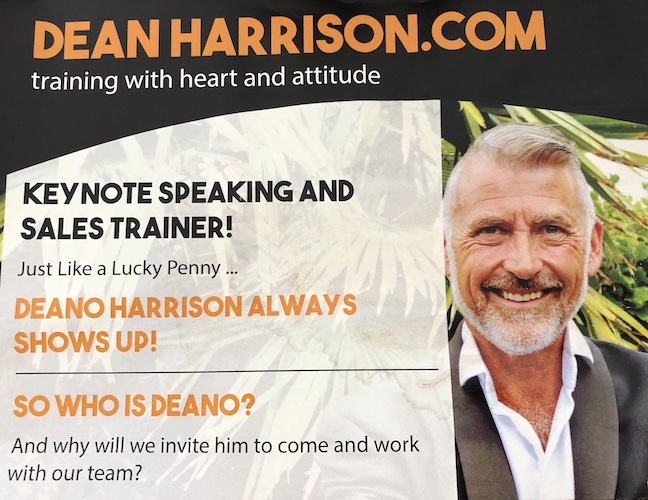 DEAN HARRISON.COM
training with heart and attitude
KEYNOTE SPEAKING AND
SALES TRAINER!
Just Like a Lucky Penny ...
DEANO HARRISON ALWAYS
SHOWS UP!
SO WHO IS DEANO?
And why will we invite him to come and work
with our team?